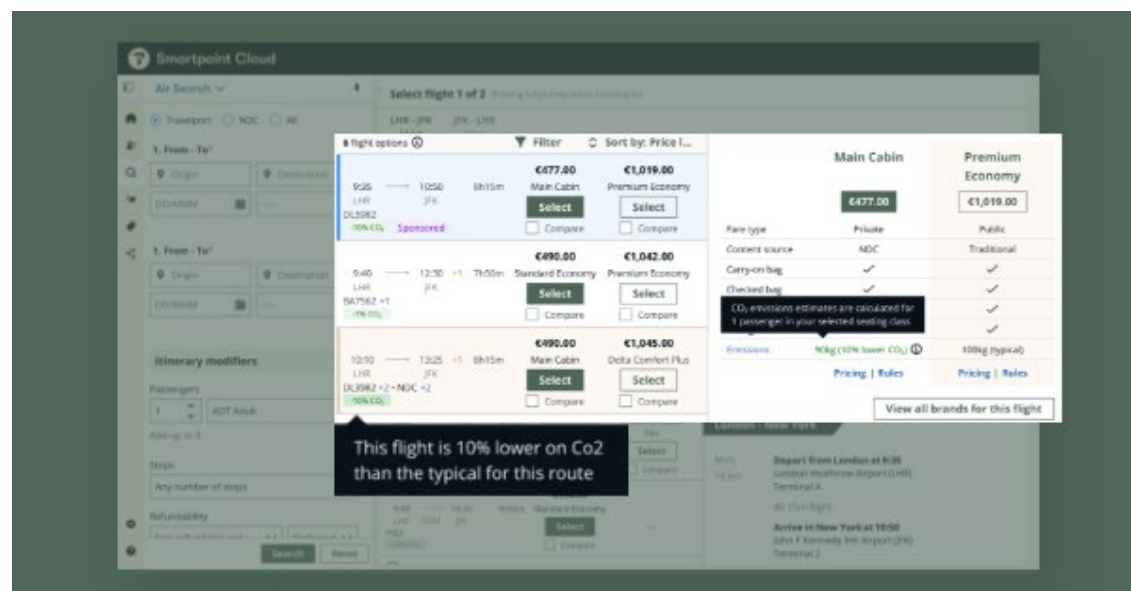 Smartpoint Cloud
Air Search
Select flight 1 of 2
Travelport NDC All
LHR - JFK JFK - LHR
1. From - To*
Origin Destination
DD/MMM
1. From - To*
Origin Destination
DD/MMM
Itinerary modifiers
Passengers
1 ADT Adult
Add up to 9
Stops
Any number of stops
Refundability
Search Reset
8 flight options Filter Sort by: Price l...
€477.00 €1,019.00
9:35 10:50 8h15m Main Cabin Premium Economy
LHR JFK Select Select
DL3982
-10% CO₂ Sponsored Compare Compare
€490.00 €1,042.00
9:40 12:30 +1 7h50m Standard Economy Premium Economy
LHR JFK Select Select
BA7562 +1
-1% CO₂ Compare Compare
€490.00 €1,045.00
10:10 13:25 +1 8h15m Main Cabin Delta Comfort Plus
LHR JFK Select Select
DL3982 +2 • NDC +2
-10% CO₂ Compare Compare
This flight is 10% lower on Co2
than the typical for this route
Select
Compare
Standard Economy
Select
Compare
Main Cabin Premium
Economy
€477.00 €1,019.00
Fare type Private Public
Content source NDC Traditional
Carry-on bag
Checked bag
CO₂ emissions estimates are calculated for
1 passenger in your selected seating class
Emissions 90kg (10% lower CO₂) 100kg (typical)
Pricing | Rules Pricing | Rules
View all brands for this flight
London - New York
Depart from London at 9:35
London Heathrow Airport (LHR)
Terminal A
8h 15m flight
Arrive in New York at 10:50
John F Kennedy Intl Airport (JFK)
Terminal 2